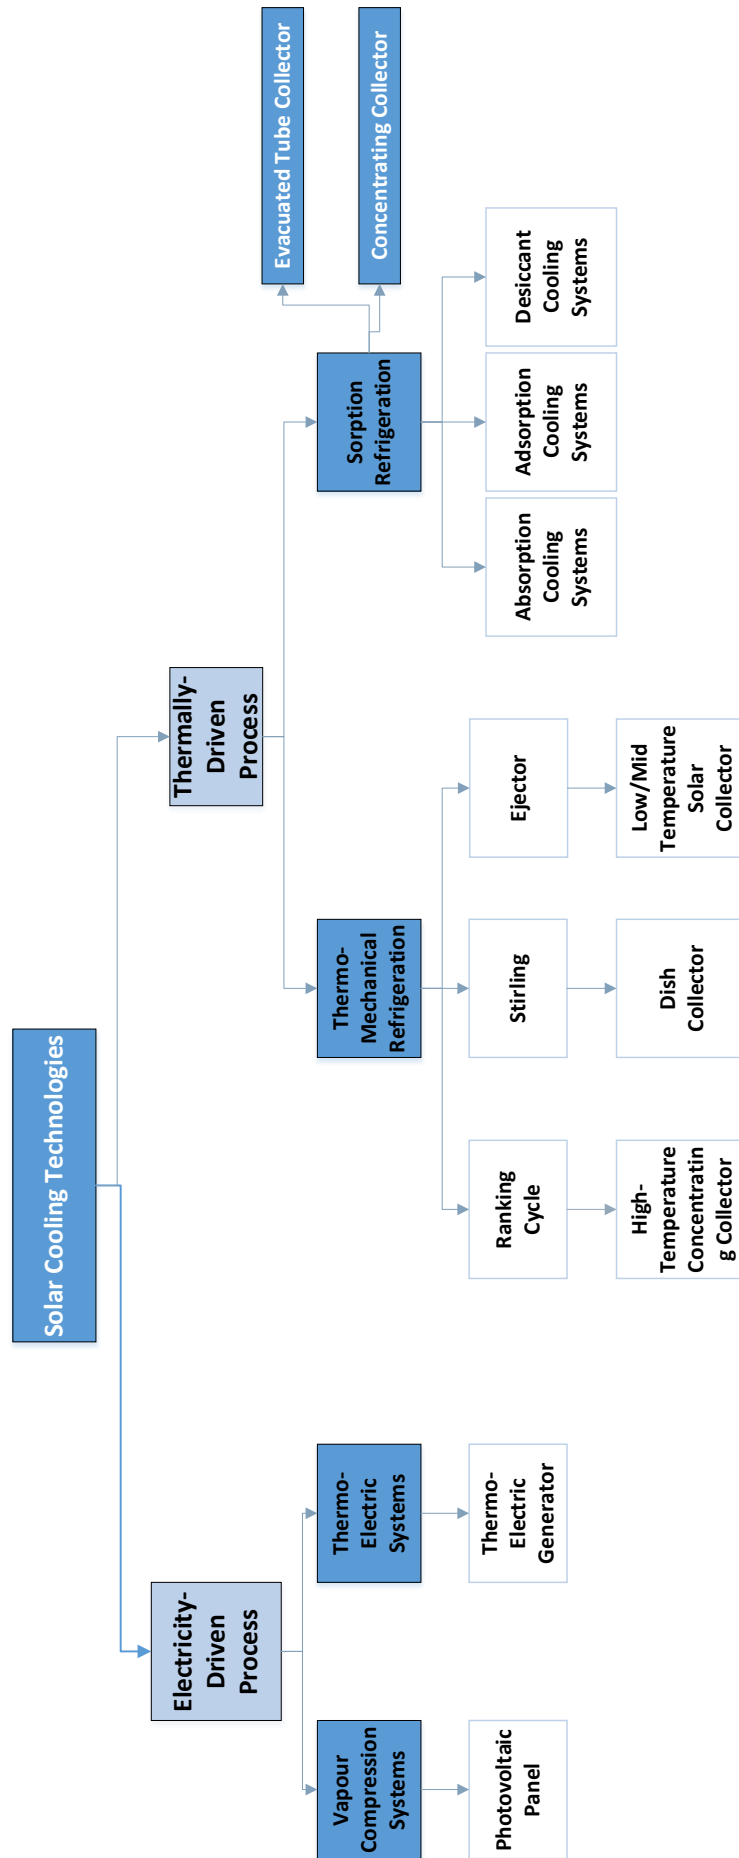 Solar Cooling Technologies
Electricity-
Driven
Process
Thermally-
Driven
Process
Vapour
Compression
Systems
Thermo-
Electric
Systems
Thermo-
Mechanical
Refrigeration
Sorption
Refrigeration
Evacuated Tube Collector
Concentrating Collector
Photovoltaic
Panel
Thermo-
Electric
Generator
Ranking
Cycle
Stirling
Ejector
Absorption
Cooling
Systems
Adsorption
Cooling
Systems
Desiccant
Cooling
Systems
High-
Temperature
Concentratin
g Collector
Dish
Collector
Low/Mid
Temperature
Solar
Collector